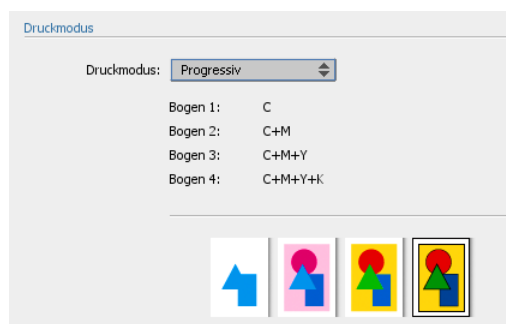 Druckmodus
Druckmodus: Progressiv
Bogen 1: C
Bogen 2: C+M
Bogen 3: C+M+Y
Bogen 4: C+M+Y+K